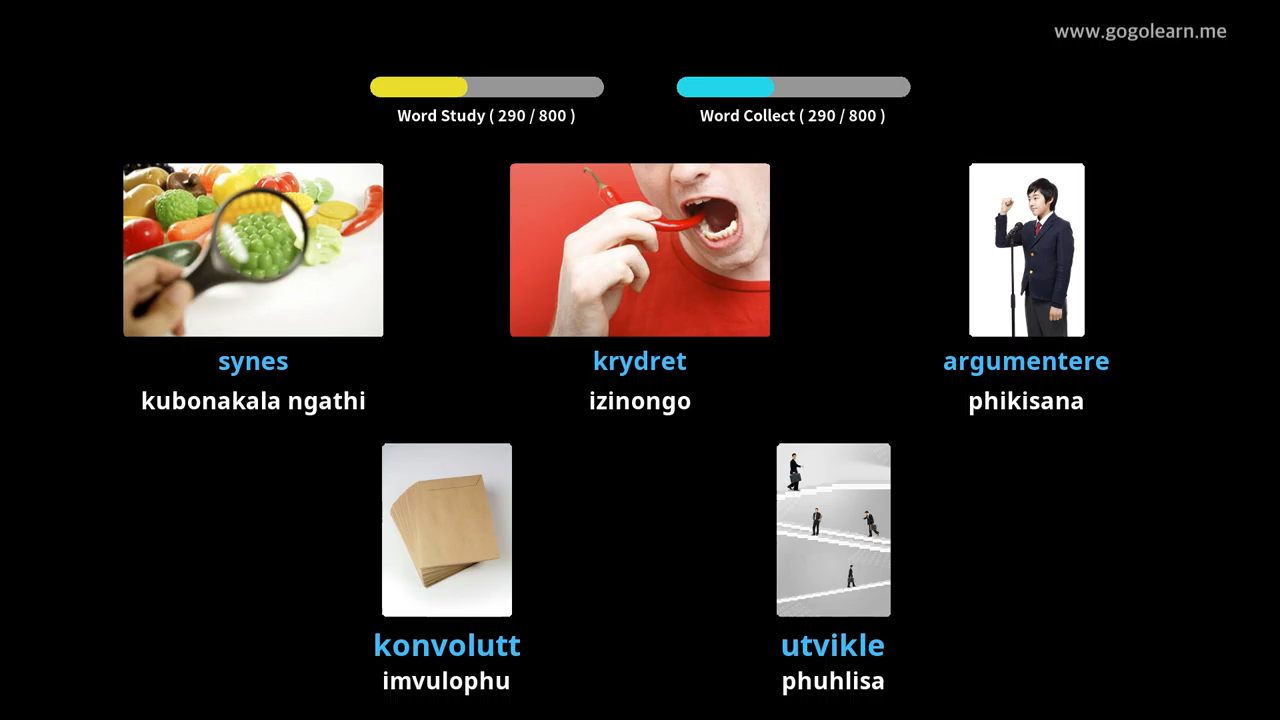 www.gogolearn.me
Word Study ( 290 / 800 )
Word Collect ( 290 / 800 )
synes
krydret
argumentere
kubonakala ngathi
izinongo
phikisana
konvolutt
utvikle
imvulophu
phuhlisa